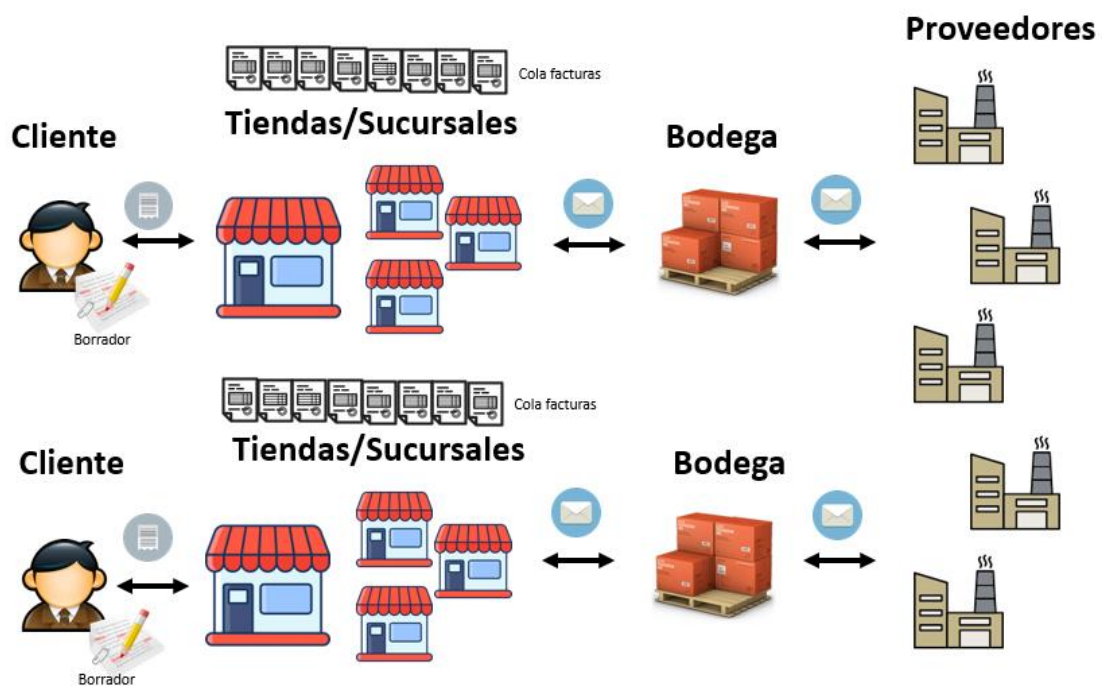 Proveedores
Cola facturas
Tiendas/Sucursales
Cliente
Bodega
Borrador
Cola facturas
Tiendas/Sucursales
Cliente
Bodega
Borrador